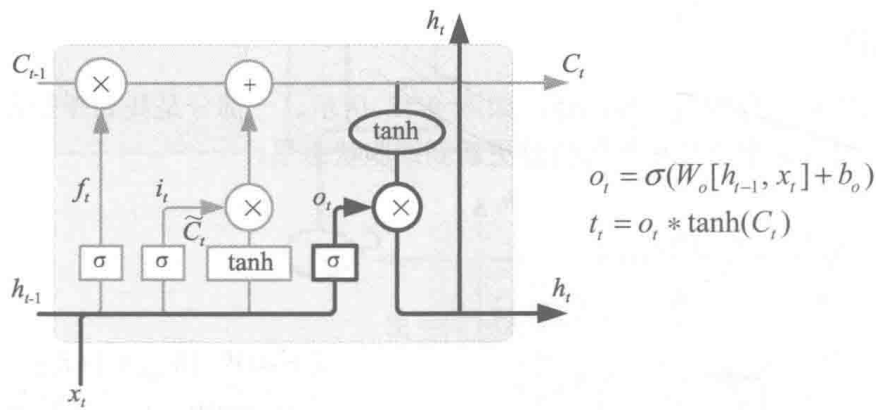 h_t
C_{t-1} × + C_t
tanh
f_t i_t o_t × ×
\tilde{C}_t
σ σ tanh σ
h_{t-1} h_t
x_t
o_t = σ(W_o[h_{t-1}, x_t] + b_o)
t_t = o_t * tanh(C_t)